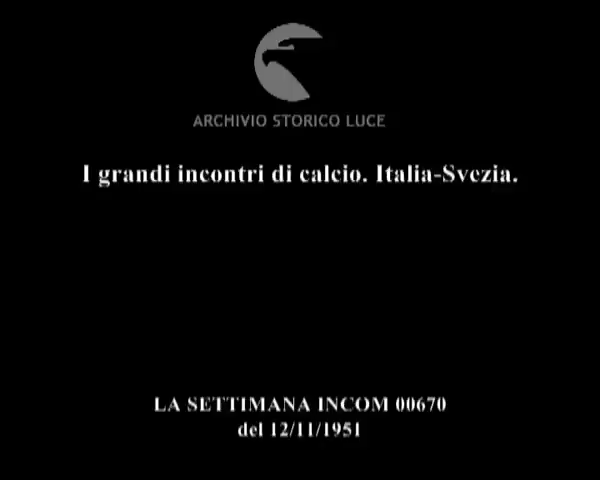 ARCHIVIO STORICO LUCE
I grandi incontri di calcio. Italia-Svezia.
LA SETTIMANA INCOM 00670
del 12/11/1951